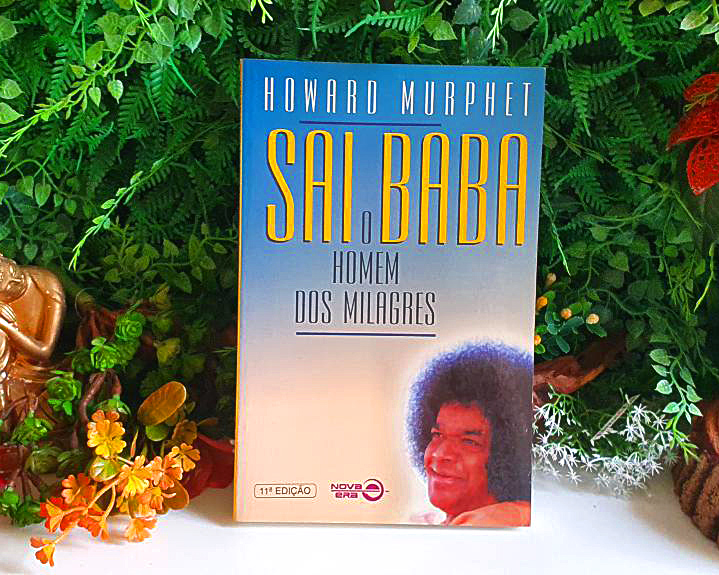 HOWARD MURPHET
SAI BABA
O
HOMEM
DOS MILAGRES
11ª EDIÇÃO
NOVA
ERA